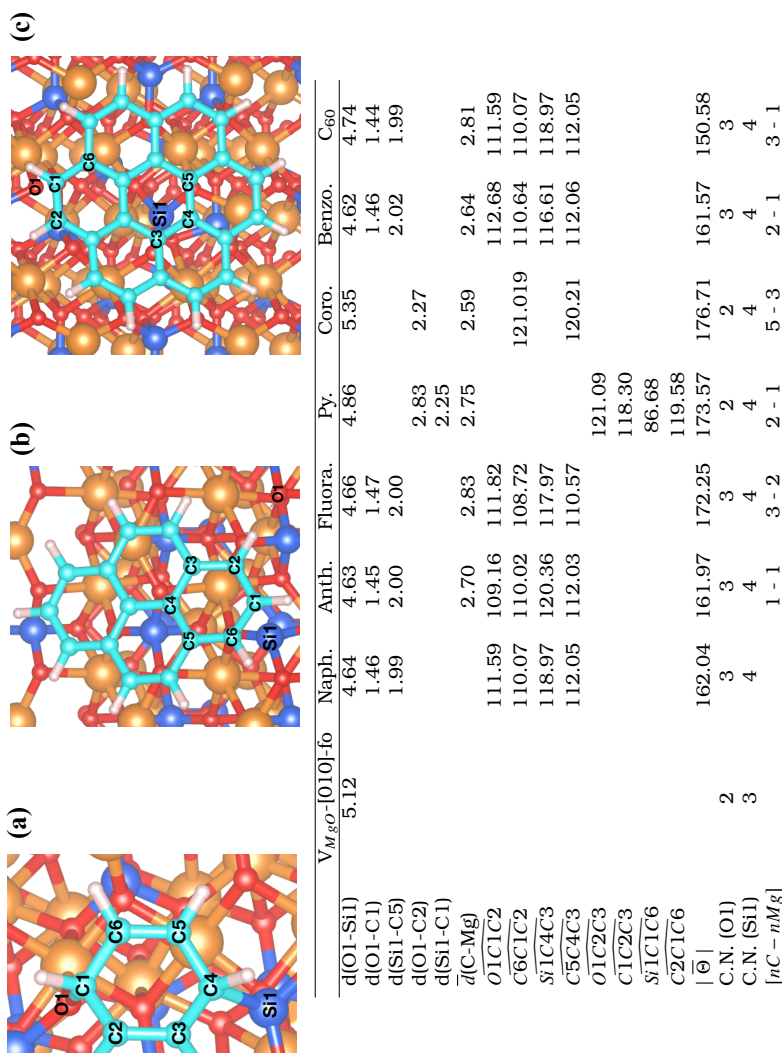 (a)
O1
C1
C6
C2
C5
C3
C4
Si1
(b)
C4
C3
C5
C2
C6
C1
Si1
O1
(c)
O1
C1
C6
C2
C3
Si1
C5
C4
V_{MgO}-[010]-fo Naph. Anth. Fluora. Py. Coro. Benzo. C₆₀
d(O1-Si1) 5.12 4.64 4.63 4.66 4.86 5.35 4.62 4.74
d(O1-C1) 1.46 1.45 1.47 1.46 1.44
d(Si1-C5) 1.99 2.00 2.00 2.02 1.99
d(O1-C2) 2.83 2.27
d(Si1-C1) 2.25
d̅(C-Mg) 2.70 2.83 2.75 2.59 2.64 2.81
O1C1C2 111.59 109.16 111.82 112.68 111.59
C6C1C2 110.07 110.02 108.72 121.019 110.64 110.07
Si1C4C3 118.97 120.36 117.97 116.61 118.97
C5C4C3 112.05 112.03 110.57 120.21 112.06 112.05
O1C2C3 121.09
C1C2C3 118.30
Si1C1C6 86.68
C2C1C6 119.58
| Θ̅ | 162.04 161.97 172.25 173.57 176.71 161.57 150.58
C.N. (O1) 2 3 3 3 2 2 3 3
C.N. (Si1) 3 4 4 4 4 4 4 4
[nC − nMg] 1 - 1 3 - 2 2 - 1 5 - 3 2 - 1 3 - 1